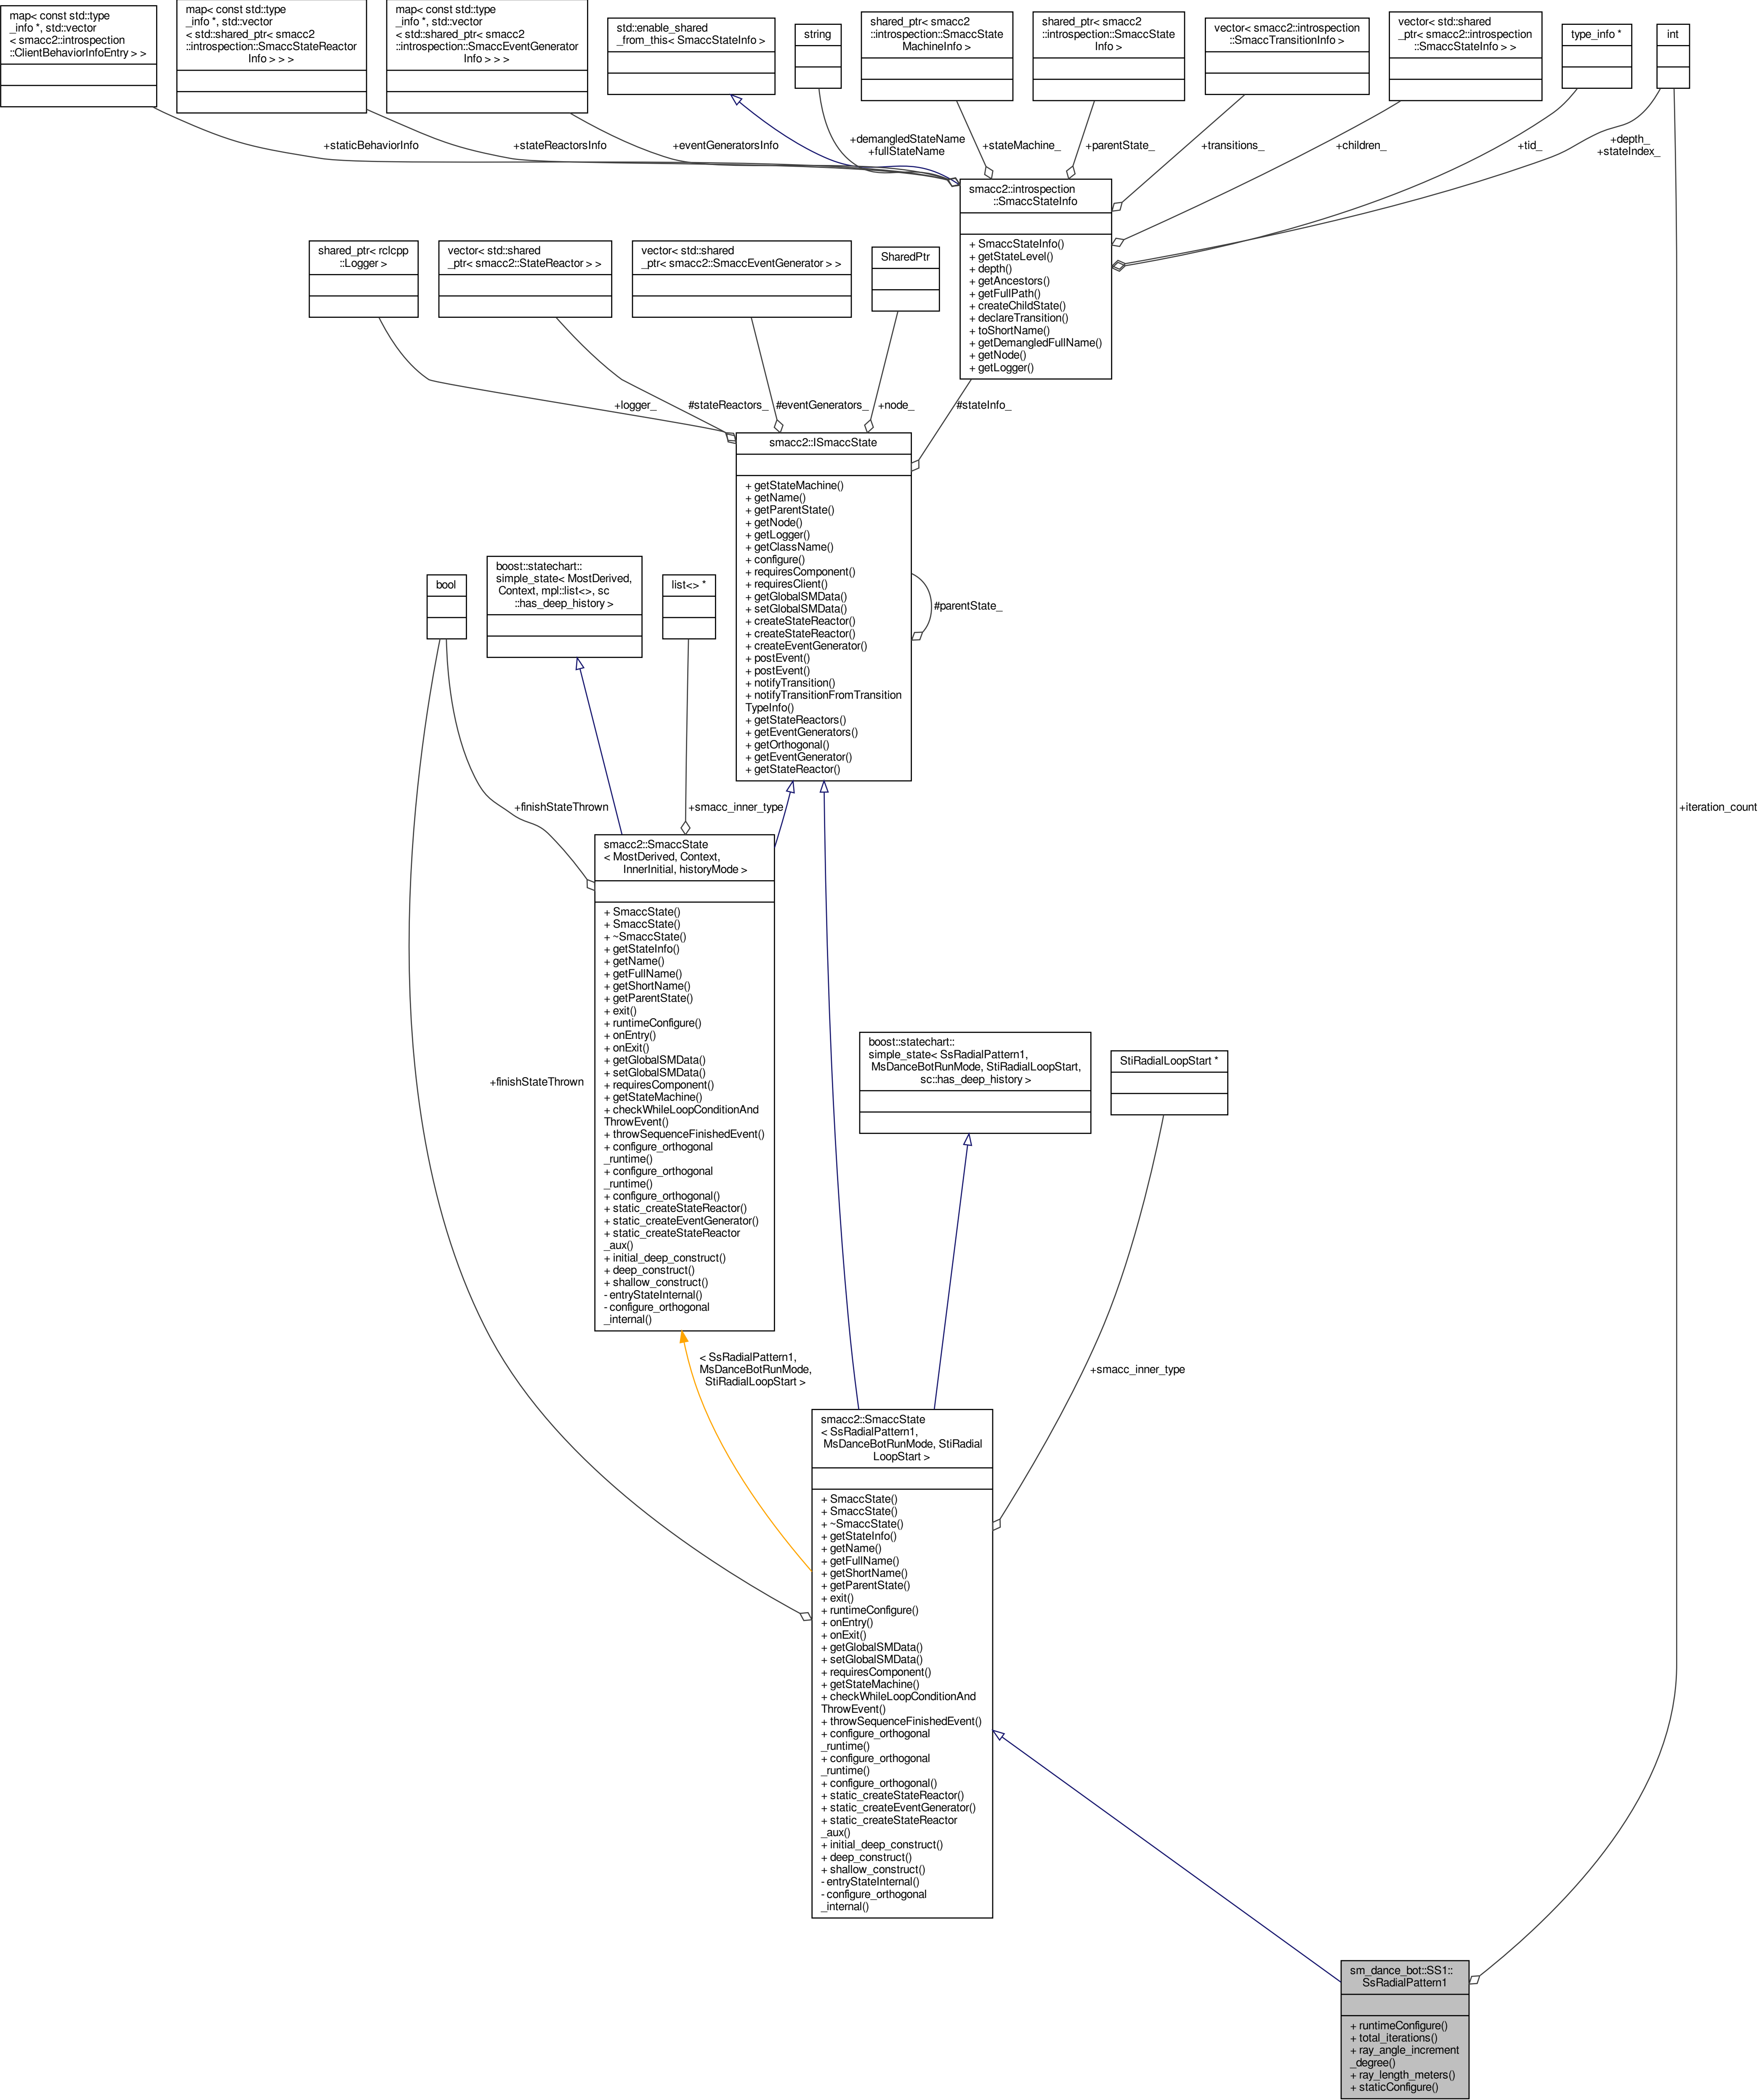 map< const std::type
_info *, std::vector
< smacc2::introspection
::ClientBehaviorInfoEntry > >
map< const std::type
_info *, std::vector
< std::shared_ptr< smacc2
::introspection::SmaccStateReactor
Info > > >
map< const std::type
_info *, std::vector
< std::shared_ptr< smacc2
::introspection::SmaccEventGenerator
Info > > >
std::enable_shared
_from_this< SmaccStateInfo >
string
shared_ptr< smacc2
::introspection::SmaccState
MachineInfo >
shared_ptr< smacc2
::introspection::SmaccState
Info >
vector< smacc2::introspection
::SmaccTransitionInfo >
vector< std::shared
_ptr< smacc2::introspection
::SmaccStateInfo > >
type_info *
int
+staticBehaviorInfo
+stateReactorsInfo
+eventGeneratorsInfo
+demangledStateName
+fullStateName
+stateMachine_
+parentState_
+transitions_
+children_
+tid_
+depth_
+stateIndex_
smacc2::introspection
::SmaccStateInfo
+ SmaccStateInfo()
+ getStateLevel()
+ depth()
+ getAncestors()
+ getFullPath()
+ createChildState()
+ declareTransition()
+ toShortName()
+ getDemangledFullName()
+ getNode()
+ getLogger()
shared_ptr< rclcpp
::Logger >
vector< std::shared
_ptr< smacc2::StateReactor > >
vector< std::shared
_ptr< smacc2::SmaccEventGenerator > >
SharedPtr
+logger_
#stateReactors_
#eventGenerators_
+node_
#stateInfo_
smacc2::ISmaccState
+ getStateMachine()
+ getName()
+ getParentState()
+ getNode()
+ getLogger()
+ getClassName()
+ configure()
+ requiresComponent()
+ requiresClient()
+ getGlobalSMData()
+ setGlobalSMData()
+ createStateReactor()
+ createStateReactor()
+ createEventGenerator()
+ postEvent()
+ postEvent()
+ notifyTransition()
+ notifyTransitionFromTransition
TypeInfo()
+ getStateReactors()
+ getEventGenerators()
+ getOrthogonal()
+ getEventGenerator()
+ getStateReactor()
#parentState_
bool
boost::statechart::
simple_state< MostDerived,
Context, mpl::list<>, sc
::has_deep_history >
list<> *
+finishStateThrown
+smacc_inner_type
+iteration_count
smacc2::SmaccState
< MostDerived, Context,
InnerInitial, historyMode >
+ SmaccState()
+ SmaccState()
+ ~SmaccState()
+ getStateInfo()
+ getName()
+ getFullName()
+ getShortName()
+ getParentState()
+ exit()
+ runtimeConfigure()
+ onEntry()
+ onExit()
+ getGlobalSMData()
+ setGlobalSMData()
+ requiresComponent()
+ getStateMachine()
+ checkWhileLoopConditionAnd
ThrowEvent()
+ throwSequenceFinishedEvent()
+ configure_orthogonal
_runtime()
+ configure_orthogonal
_runtime()
+ configure_orthogonal()
+ static_createStateReactor()
+ static_createEventGenerator()
+ static_createStateReactor
_aux()
+ initial_deep_construct()
+ deep_construct()
+ shallow_construct()
- entryStateInternal()
- configure_orthogonal
_internal()
+finishStateThrown
boost::statechart::
simple_state< SsRadialPattern1,
MsDanceBotRunMode, StiRadialLoopStart,
sc::has_deep_history >
StiRadialLoopStart *
< SsRadialPattern1,
MsDanceBotRunMode,
StiRadialLoopStart >
+smacc_inner_type
smacc2::SmaccState
< SsRadialPattern1,
MsDanceBotRunMode, StiRadial
LoopStart >
+ SmaccState()
+ SmaccState()
+ ~SmaccState()
+ getStateInfo()
+ getName()
+ getFullName()
+ getShortName()
+ getParentState()
+ exit()
+ runtimeConfigure()
+ onEntry()
+ onExit()
+ getGlobalSMData()
+ setGlobalSMData()
+ requiresComponent()
+ getStateMachine()
+ checkWhileLoopConditionAnd
ThrowEvent()
+ throwSequenceFinishedEvent()
+ configure_orthogonal
_runtime()
+ configure_orthogonal
_runtime()
+ configure_orthogonal()
+ static_createStateReactor()
+ static_createEventGenerator()
+ static_createStateReactor
_aux()
+ initial_deep_construct()
+ deep_construct()
+ shallow_construct()
- entryStateInternal()
- configure_orthogonal
_internal()
sm_dance_bot::SS1::
SsRadialPattern1
+ runtimeConfigure()
+ total_iterations()
+ ray_angle_increment
_degree()
+ ray_length_meters()
+ staticConfigure()